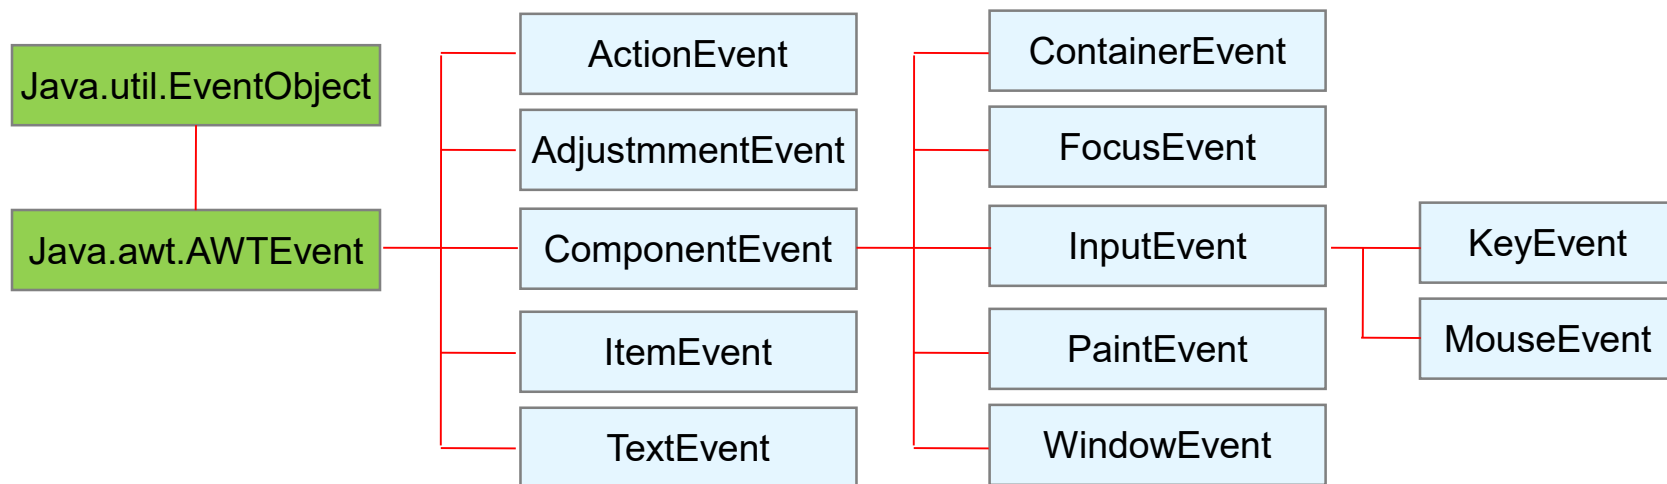 Java.util.EventObject
Java.awt.AWTEvent
ActionEvent
AdjustmmentEvent
ComponentEvent
ItemEvent
TextEvent
ContainerEvent
FocusEvent
InputEvent
PaintEvent
WindowEvent
KeyEvent
MouseEvent